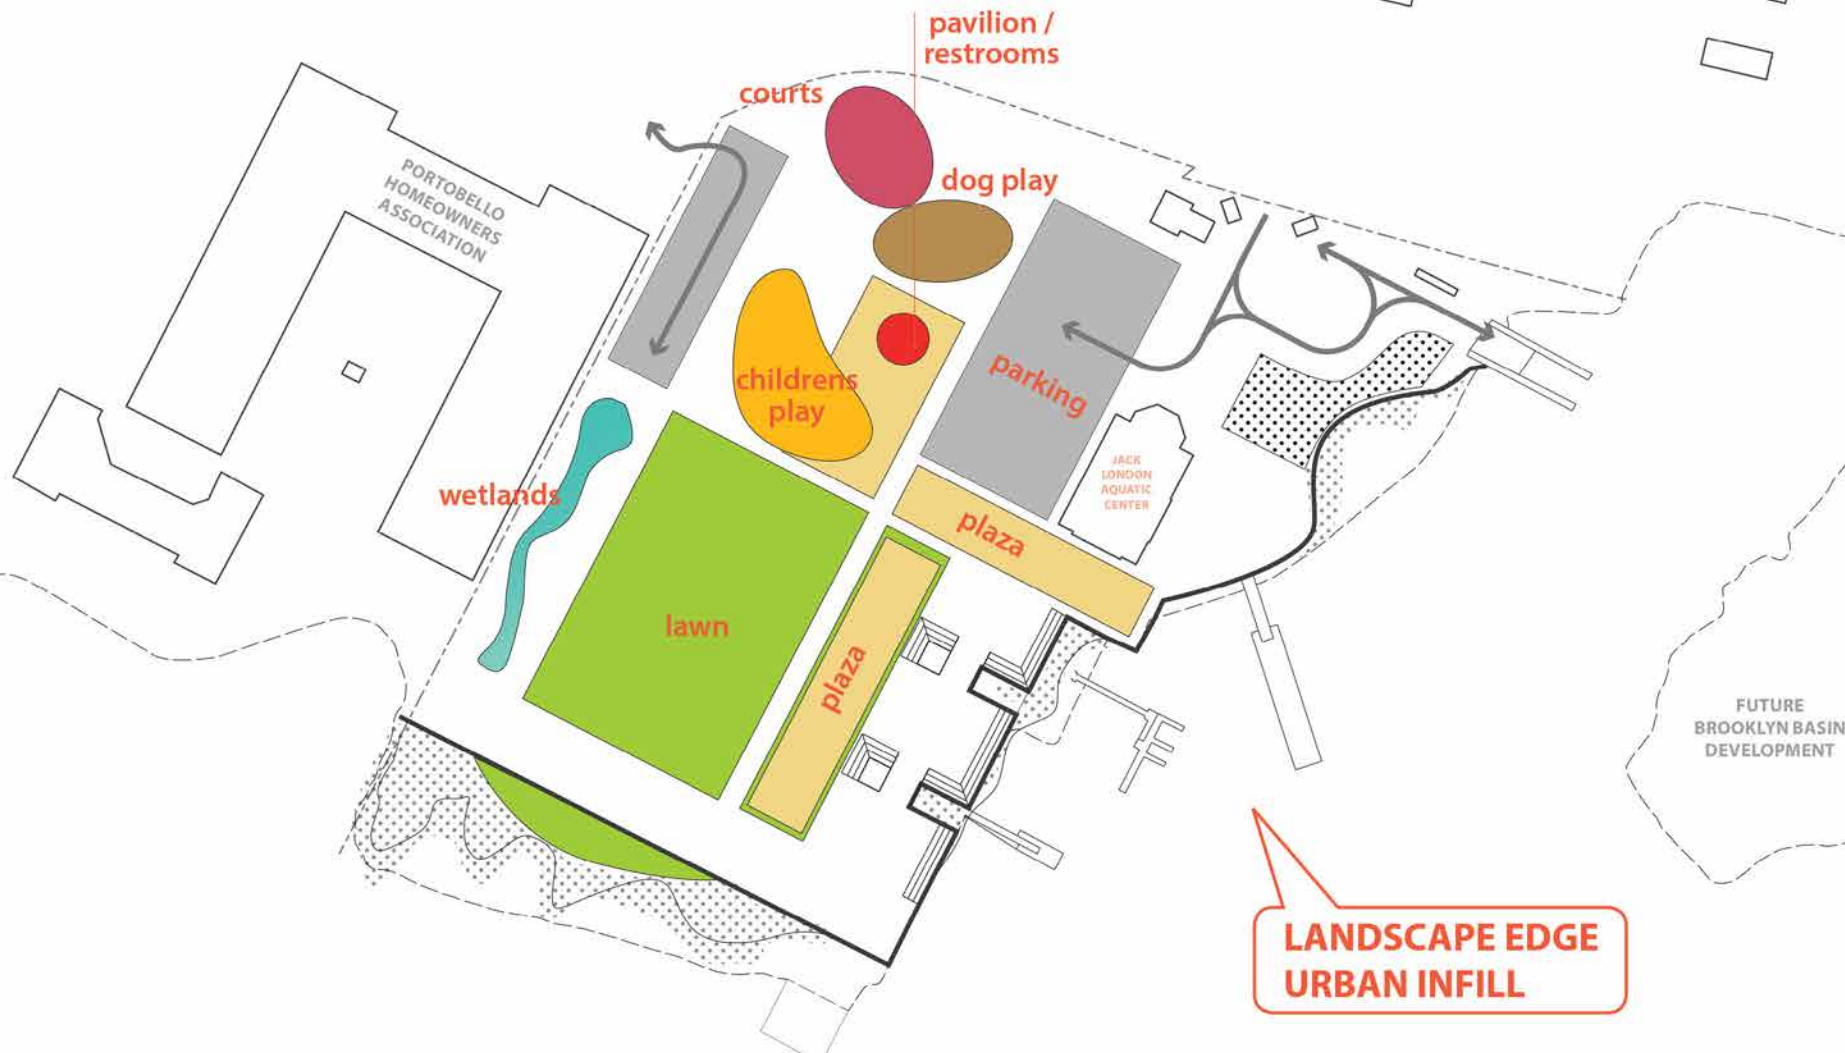 pavilion /
restrooms
courts
dog play
PORTOBELLO
HOMEOWNERS
ASSOCIATION
childrens
play
parking
JACK
LONDON
AQUATIC
CENTER
wetlands
plaza
lawn
plaza
FUTURE
BROOKLYN BASIN
DEVELOPMENT
LANDSCAPE EDGE
URBAN INFILL